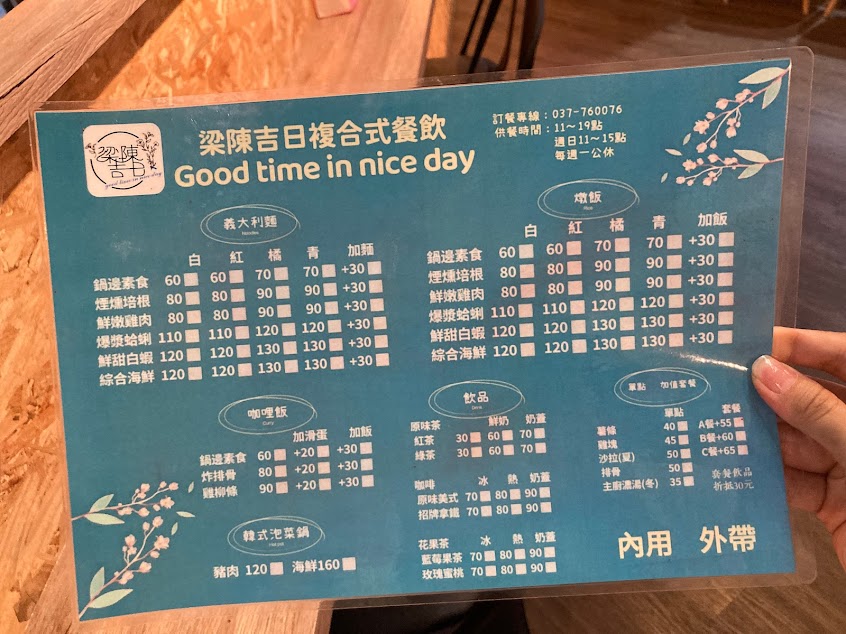 梁陳吉日
good time in nice day
梁陳吉日複合式餐飲
Good time in nice day
訂餐專線：037-760076
供餐時間：11～19點
週日11～15點
每週一公休
義大利麵
Noodles
白 紅 橘 青 加麵
鍋邊素食 60 60 70 70 +30
煙燻培根 80 80 90 90 +30
鮮嫩雞肉 80 80 90 90 +30
爆漿蛤蜊 110 110 120 120 +30
鮮甜白蝦 120 120 130 130 +30
綜合海鮮 120 120 130 130 +30
燉飯
Rice
白 紅 橘 青 加飯
鍋邊素食 60 60 70 70 +30
煙燻培根 80 80 90 90 +30
鮮嫩雞肉 80 80 90 90 +30
爆漿蛤蜊 110 110 120 120 +30
鮮甜白蝦 120 120 130 130 +30
綜合海鮮 120 120 130 130 +30
咖哩飯
Curry
加滑蛋 加飯
鍋邊素食 60 +20 +30
炸排骨 80 +20 +30
雞柳條 90 +20 +30
韓式泡菜鍋
豬肉 120 海鮮160
飲品
Drink
原味茶 鮮奶 奶蓋
紅茶 30 60 70
綠茶 30 60 70
咖啡 冰 熱 奶蓋
原味美式 70 80 90
招牌拿鐵 70 80 90
花果茶 冰 熱 奶蓋
藍莓果茶 70 80 90
玫瑰蜜桃 70 80 90
單點 加值套餐
單點 套餐
薯條 40 A餐+55
雞塊 45 B餐+60
沙拉(夏) 50 C餐+65
排骨 50 套餐飲品
主廚濃湯(冬) 35 折抵30元
內用 外帶